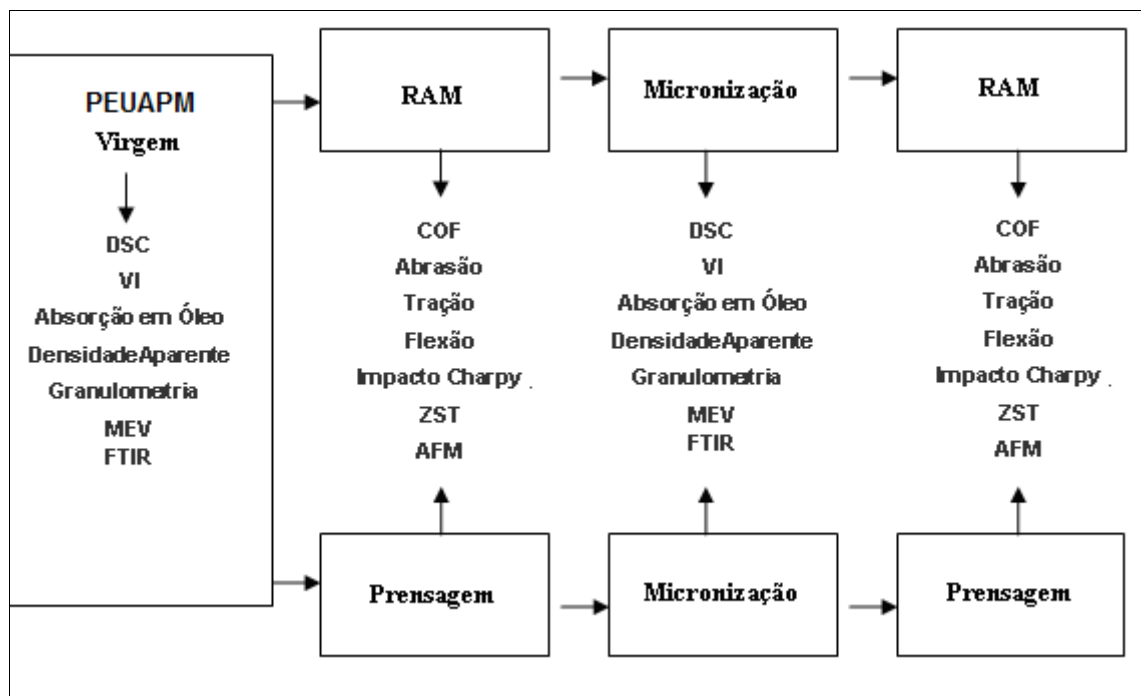 PEUAPM
Virgem
DSC
VI
Absorção em Óleo
DensidadeAparente
Granulometria
MEV
FTIR
RAM
COF
Abrasão
Tração
Flexão
Impacto Charpy .
ZST
AFM
Prensagem
Micronização
DSC
VI
Absorção em Óleo
DensidadeAparente
Granulometria
MEV
FTIR
Micronização
RAM
COF
Abrasão
Tração
Flexão
Impacto Charpy .
ZST
AFM
Prensagem